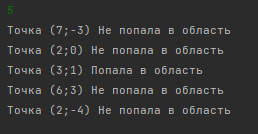 5
Точка (7;-3) Не попала в область
Точка (2;0) Не попала в область
Точка (3;1) Попала в область
Точка (6;3) Не попала в область
Точка (2;-4) Не попала в область